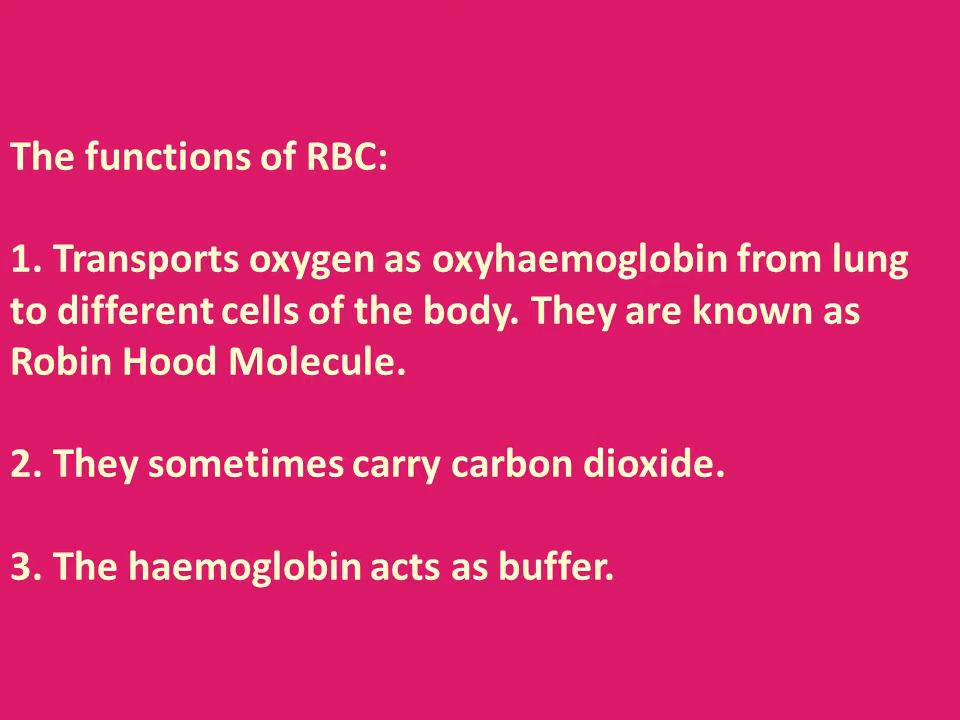 The functions of RBC:
1. Transports oxygen as oxyhaemoglobin from lung
to different cells of the body. They are known as
Robin Hood Molecule.
2. They sometimes carry carbon dioxide.
3. The haemoglobin acts as buffer.